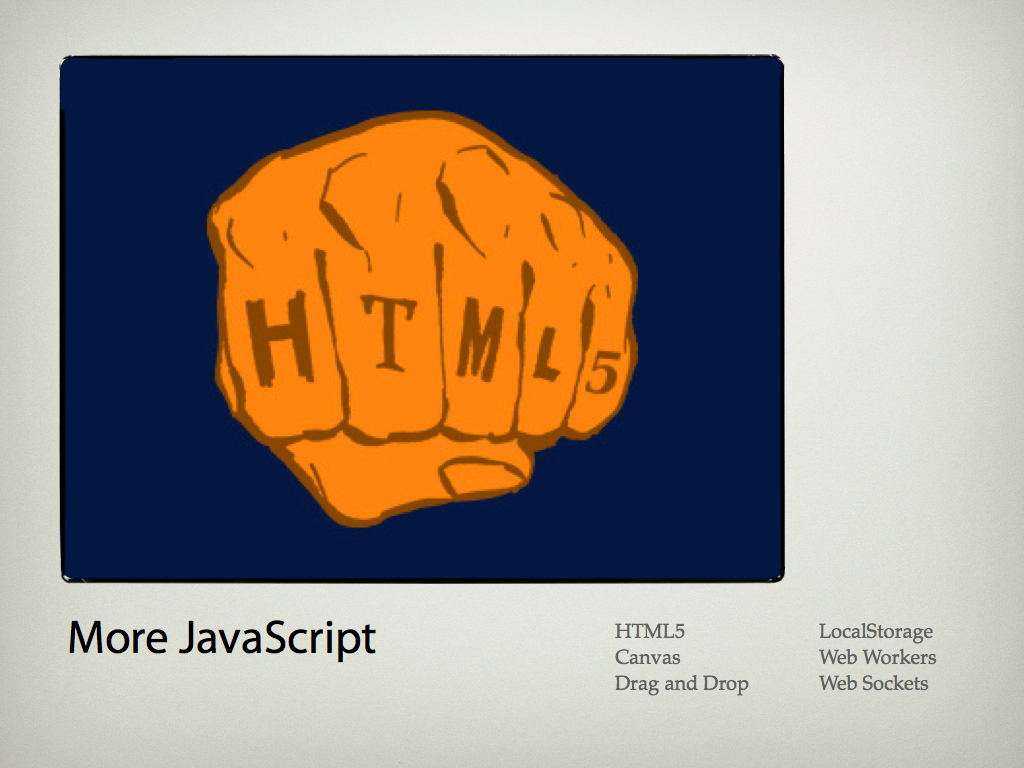 HTML5
More JavaScript
HTML5
Canvas
Drag and Drop
LocalStorage
Web Workers
Web Sockets